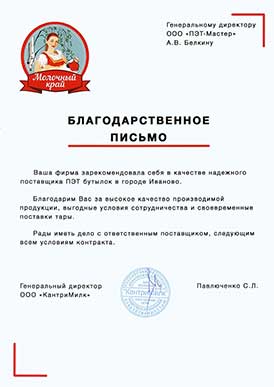 Генеральному директору
ООО «ПЭТ-Мастер»
А.В. Белкину
Молочный
край
БЛАГОДАРСТВЕННОЕ
ПИСЬМО
Ваша фирма зарекомендовала себя в качестве надежного
поставщика ПЭТ бутылок в городе Иваново.
Благодарим Вас за высокое качество производимой
продукции, выгодные условия сотрудничества и своевременные
поставки тары.
Рады иметь дело с ответственным поставщиком, следующим
всем условиям контракта.
Генеральный директор
ООО «КантриМилк»
Павлюченко С.Л.
КантриМилк